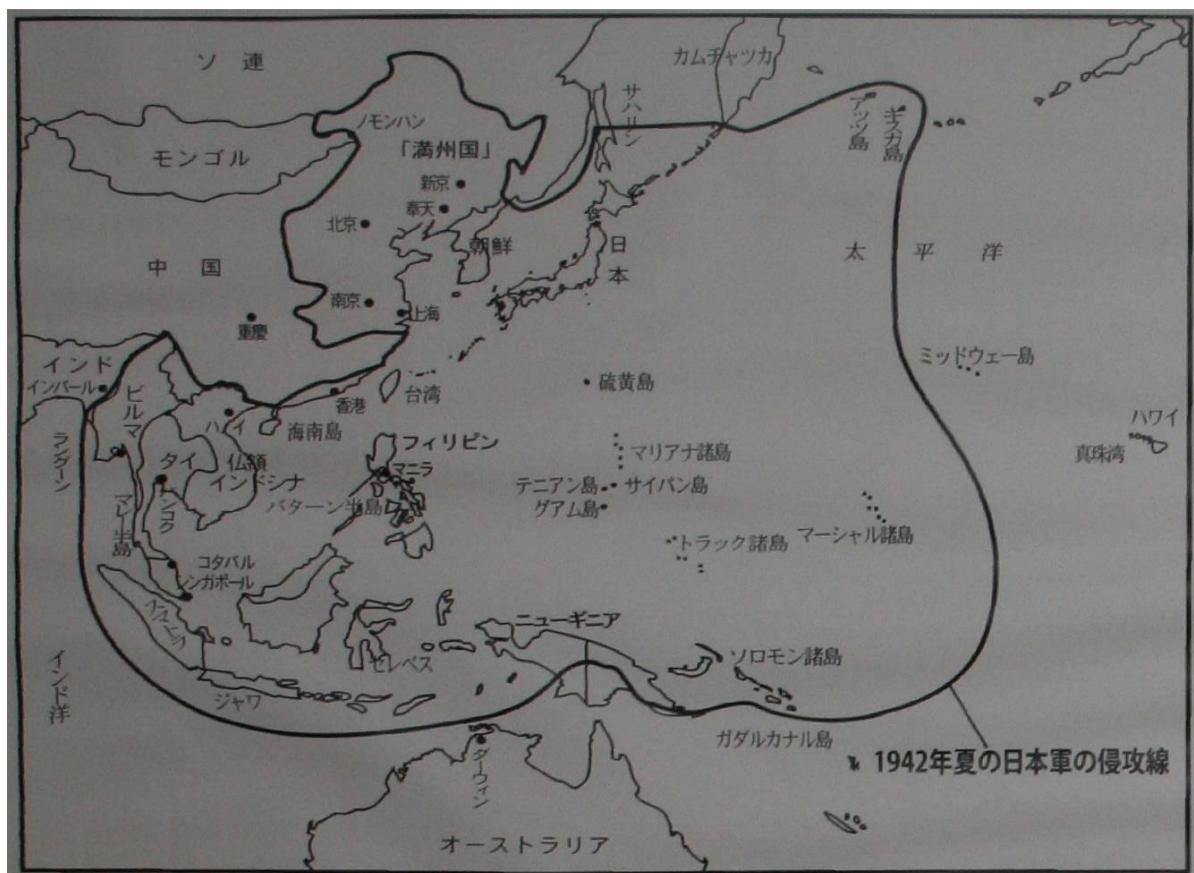 ソ連
カムチャツカ
サハリン
アッツ島
キスカ島
ノモンハン
モンゴル
「満州国」
新京
奉天
北京
朝鮮
日本
太平洋
中国
南京
上海
重慶
ミッドウェー島
インド
インパール
ビルマ
硫黄島
台湾
香港
ハノイ
海南島
ハワイ
真珠湾
ラングーン
フィリピン
マニラ
マリアナ諸島
タイ
仏領
インドシナ
テニアン島
サイパン島
バンコク
バターン半島
グアム島
マレー半島
トラック諸島
マーシャル諸島
コタバル
シンガポール
スマトラ
ニューギニア
セレベス
ソロモン諸島
インド洋
ジャワ
ガダルカナル島
ダーウィン
1942年夏の日本軍の侵攻線
オーストラリア